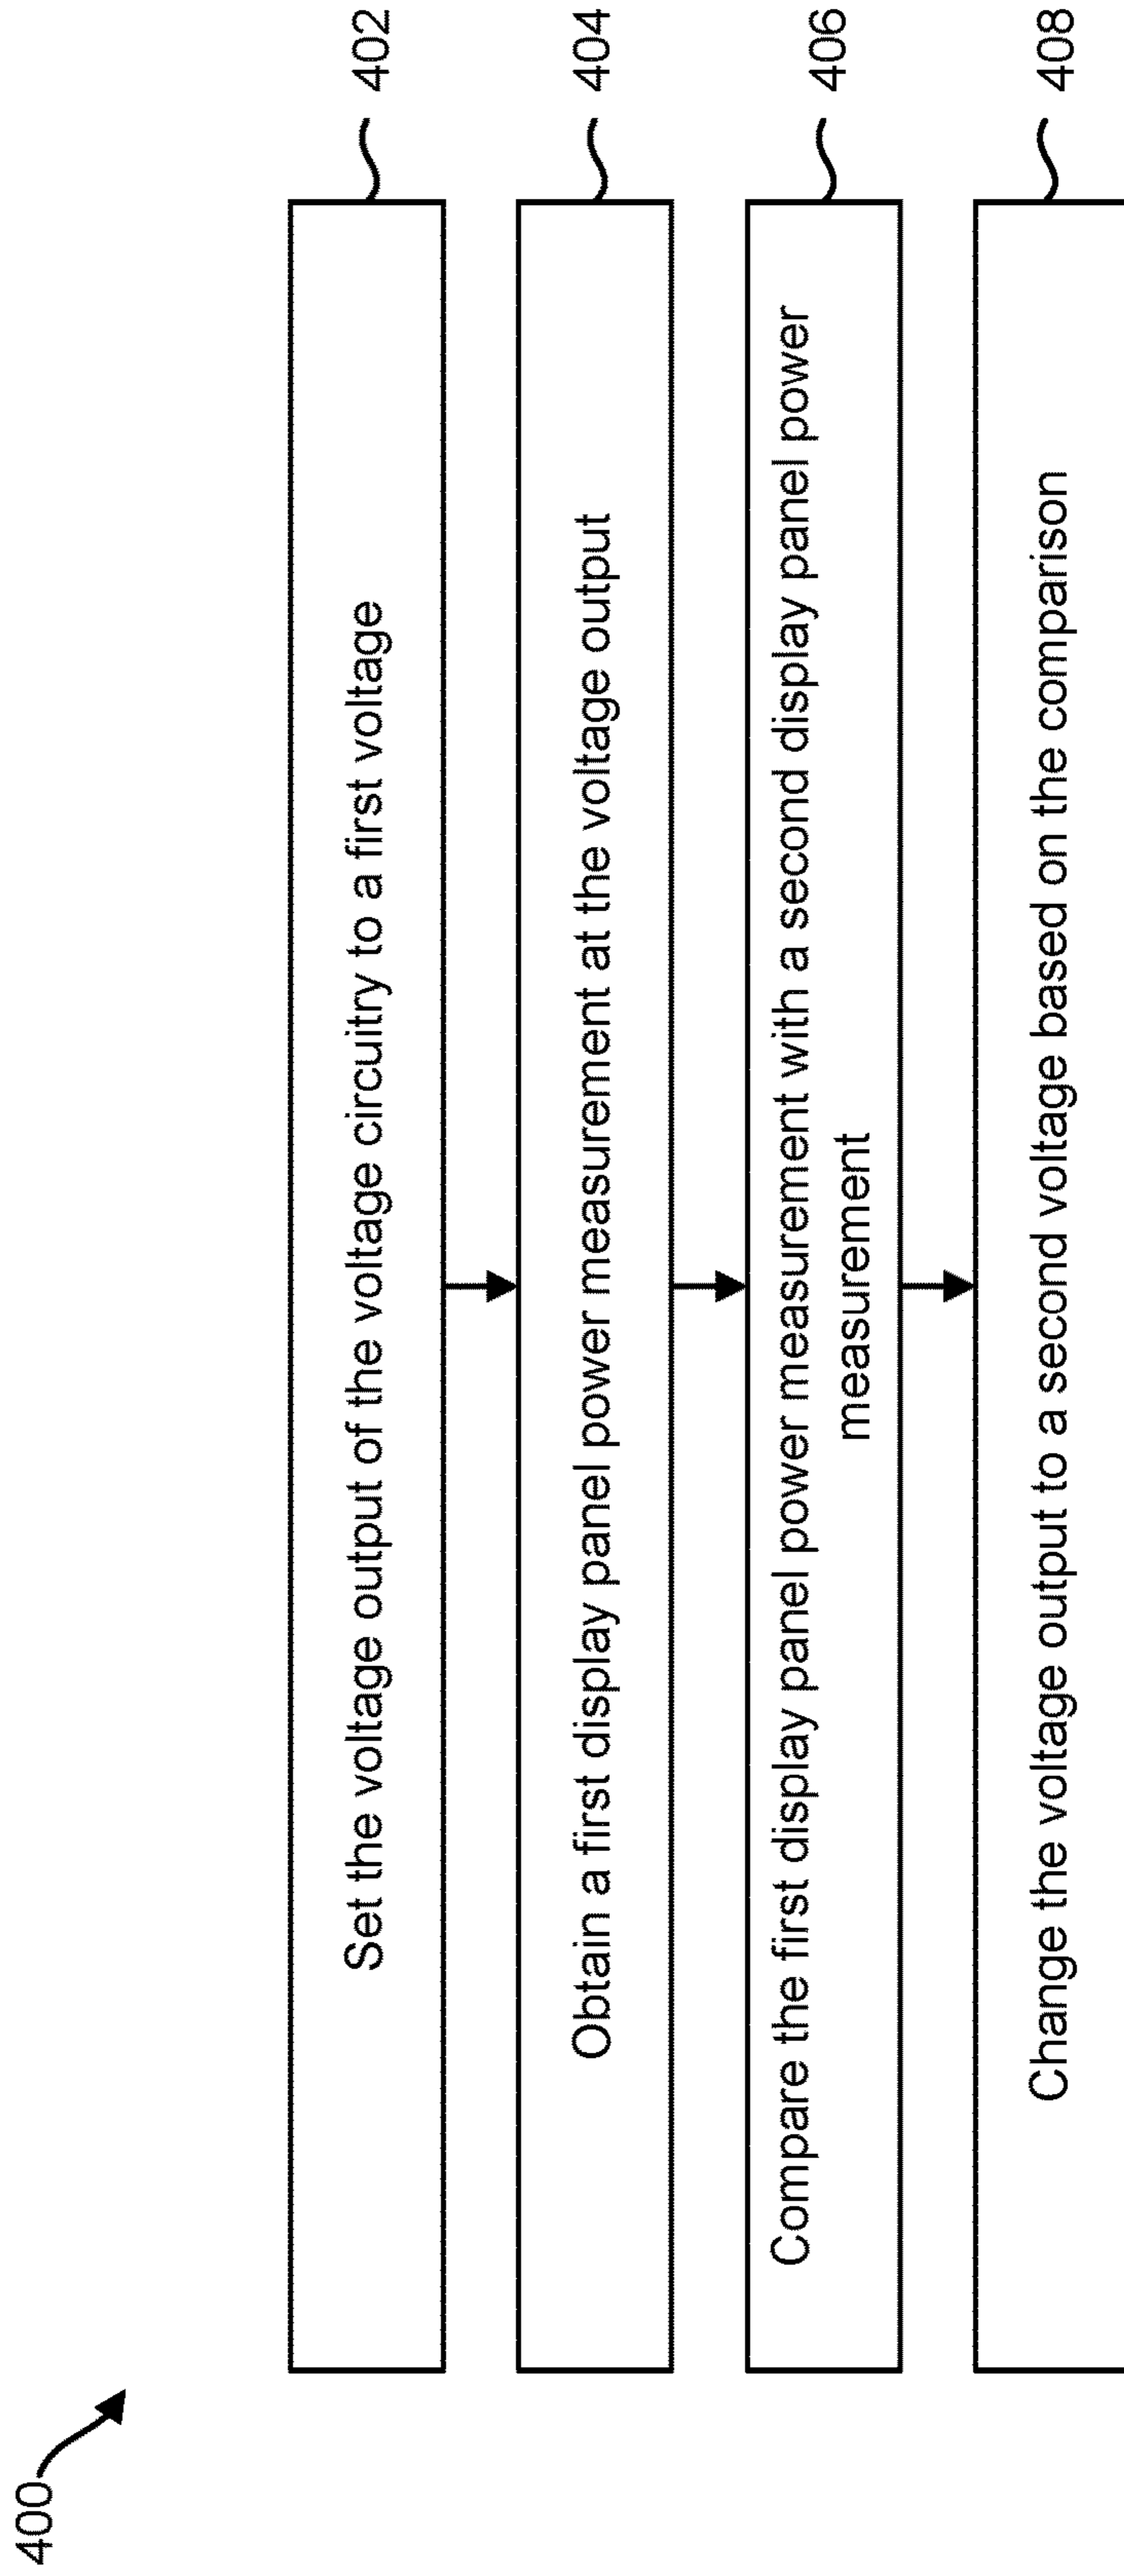 400
Set the voltage output of the voltage circuitry to a first voltage
402
Obtain a first display panel power measurement at the voltage output
404
Compare the first display panel power measurement with a second display panel power
measurement
406
Change the voltage output to a second voltage based on the comparison
408